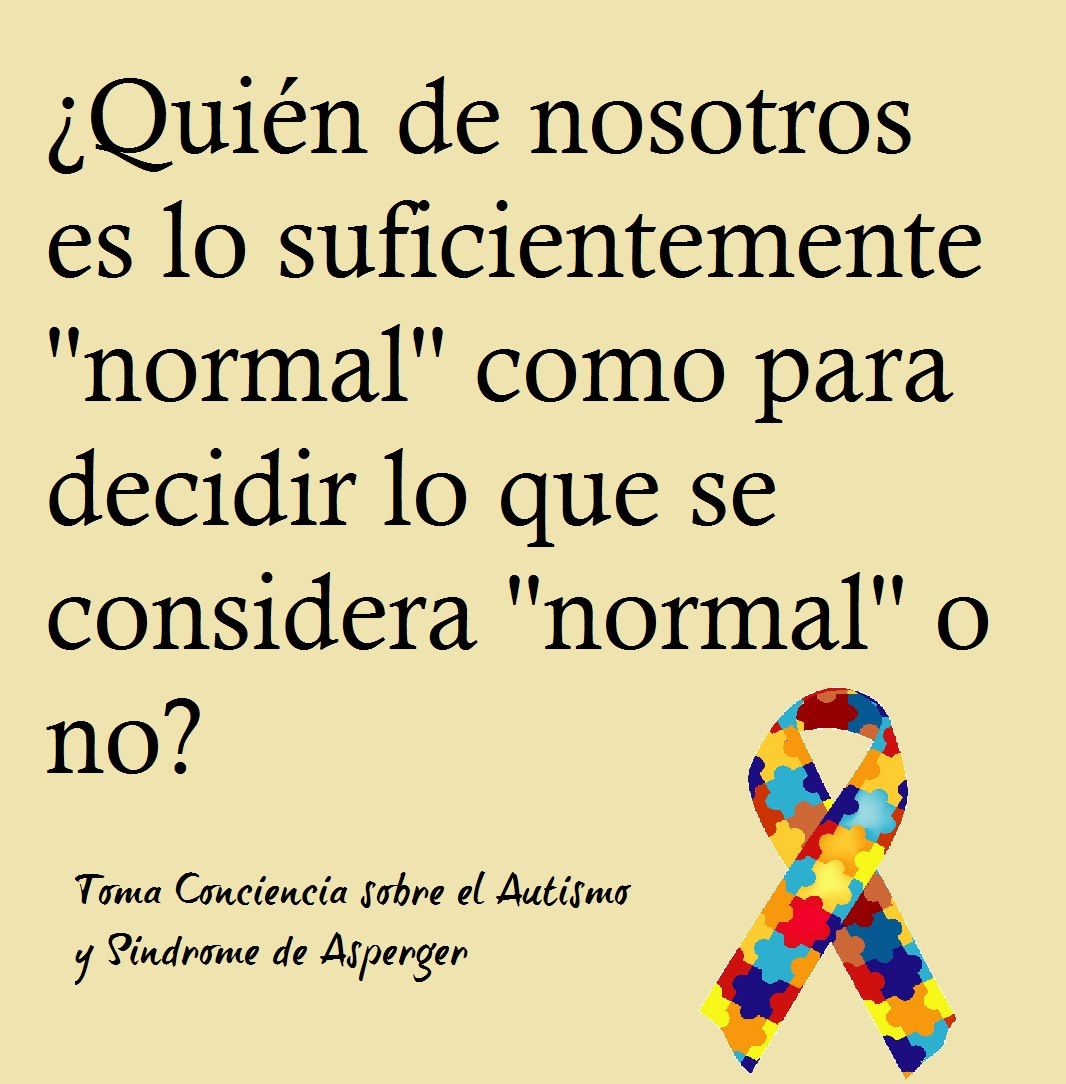 ¿Quién de nosotros
es lo suficientemente
"normal" como para
decidir lo que se
considera "normal" o
no?
Toma Conciencia sobre el Autismo
y Síndrome de Asperger